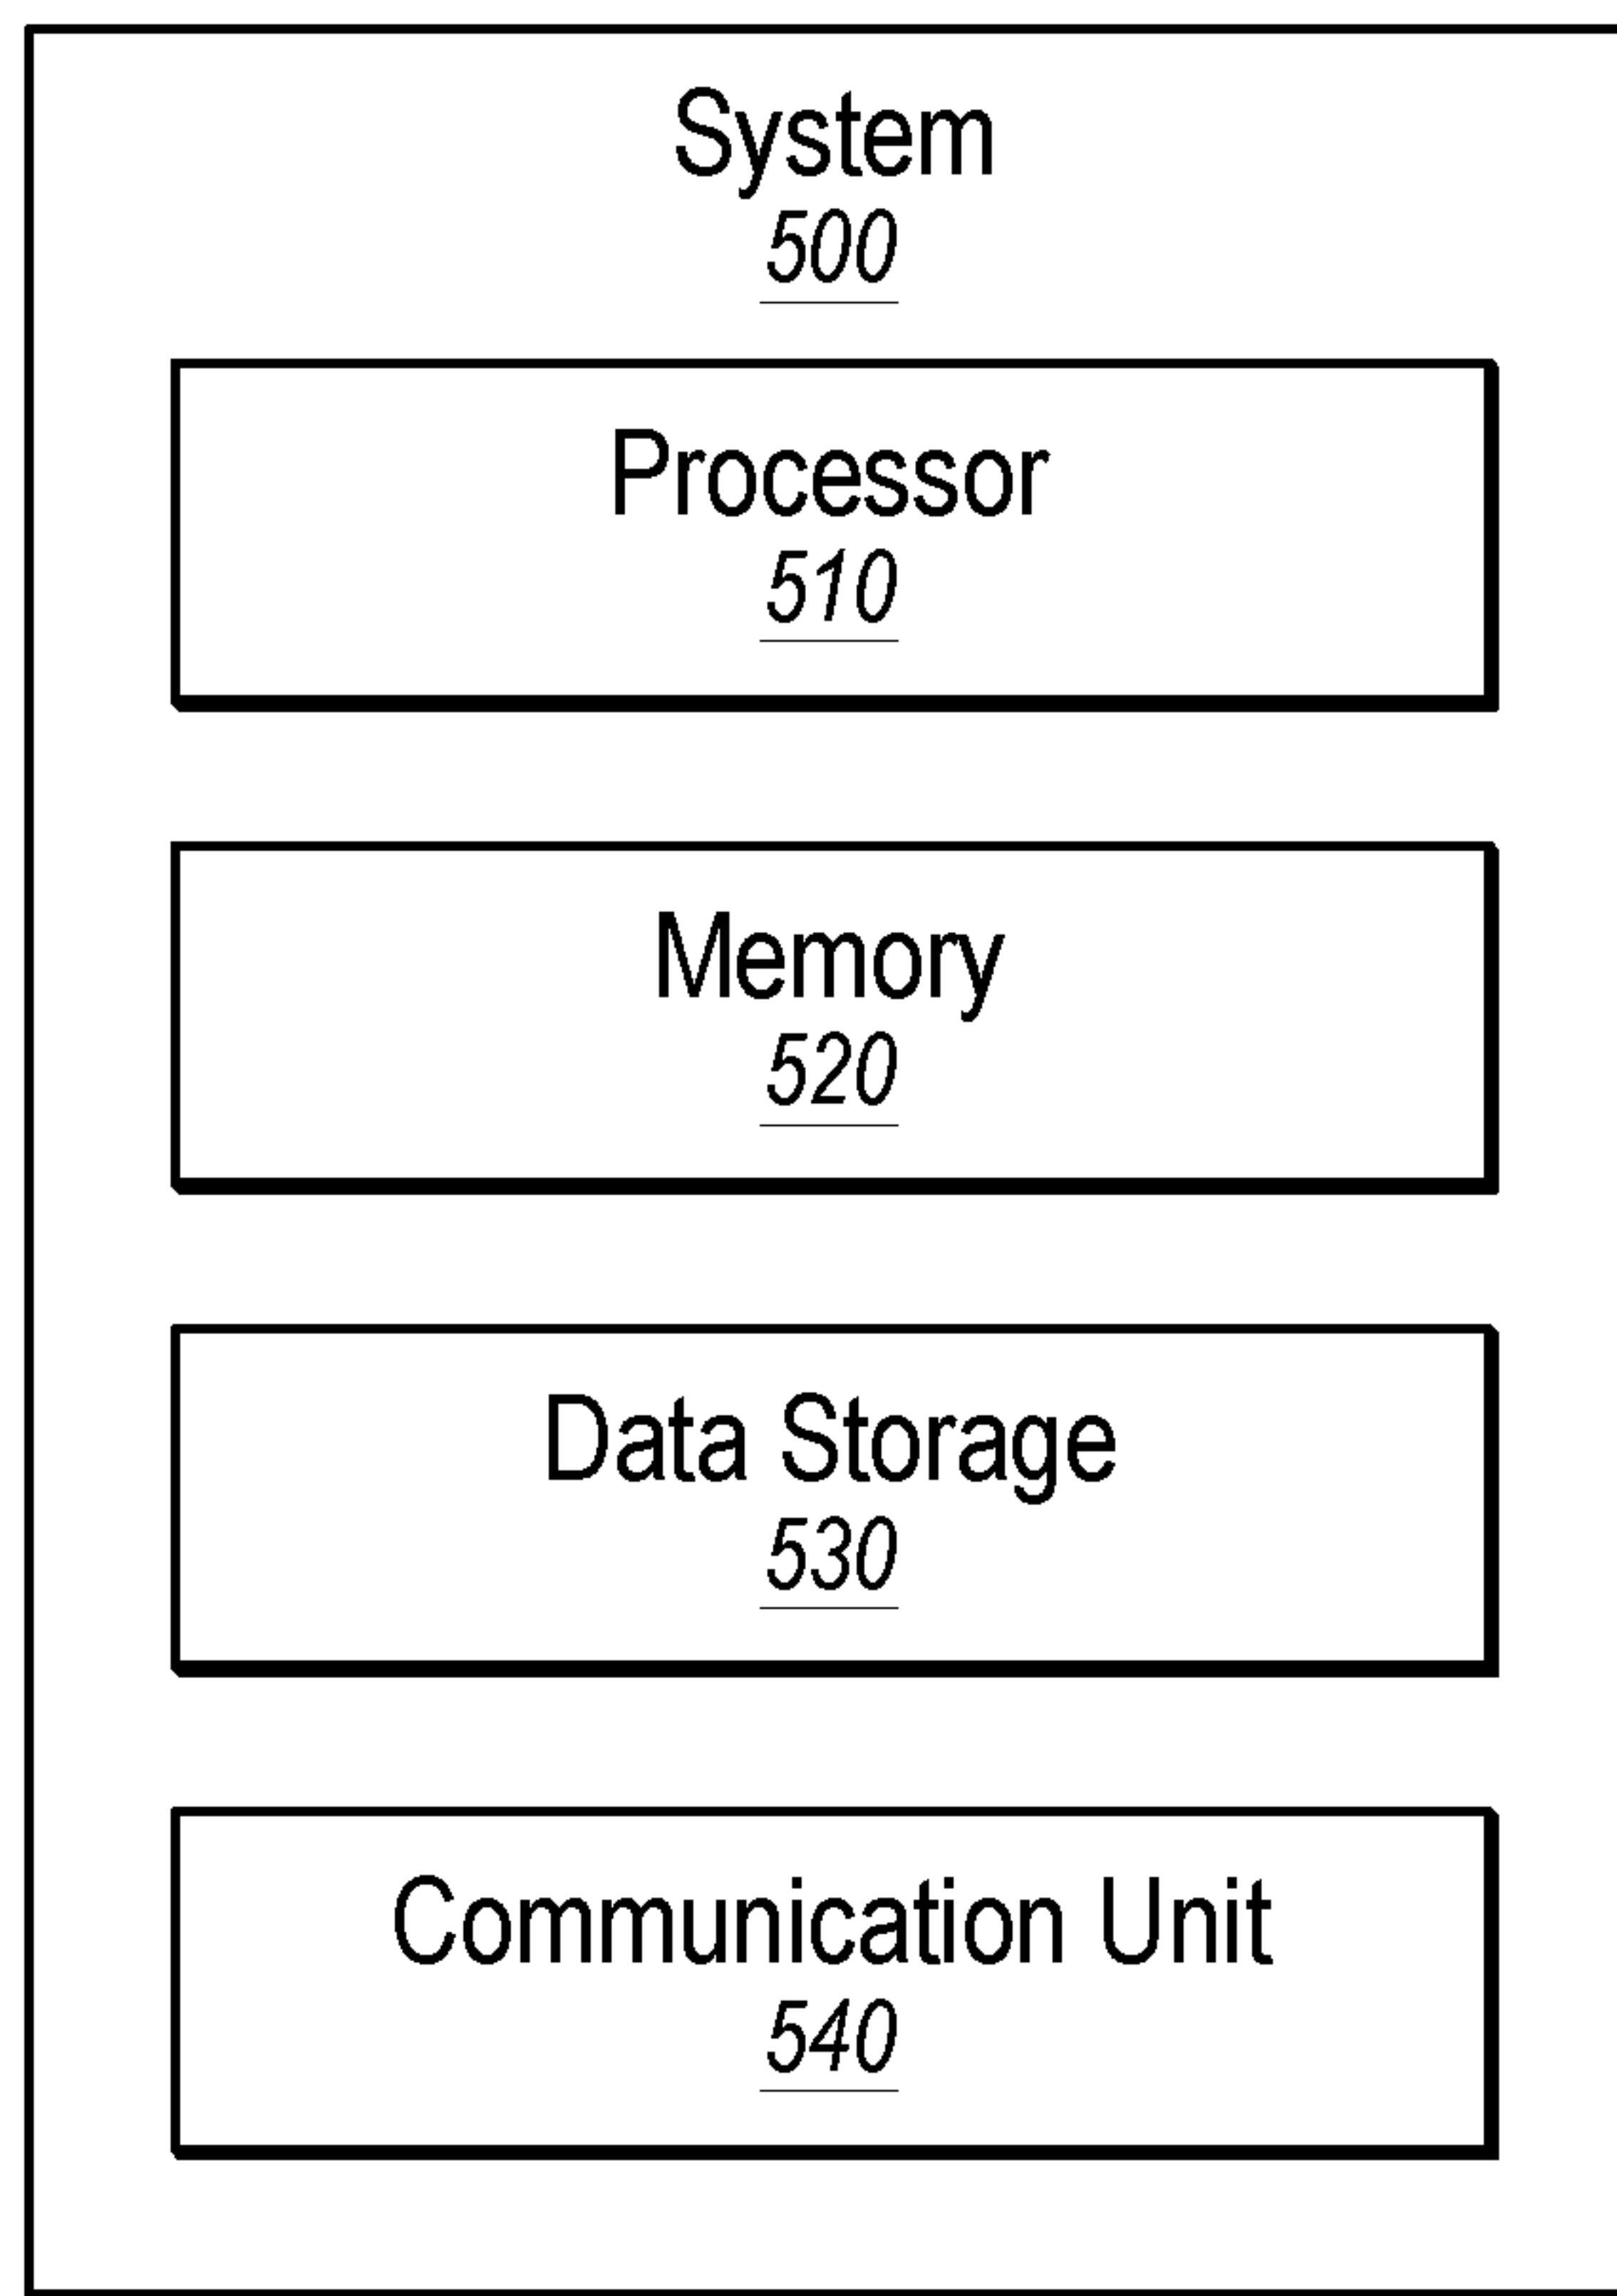 System
500
Processor
510
Memory
520
Data Storage
530
Communication Unit
540